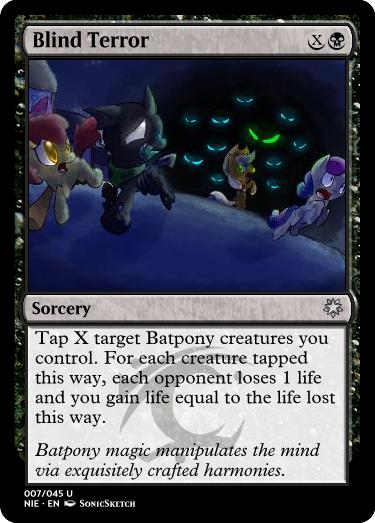 Blind Terror X
Sorcery
Tap X target Batpony creatures you
control. For each creature tapped
this way, each opponent loses 1 life
and you gain life equal to the life lost
this way.
Batpony magic manipulates the mind
via exquisitely crafted harmonies.
007/045 U
NIE · EN SonicSketch